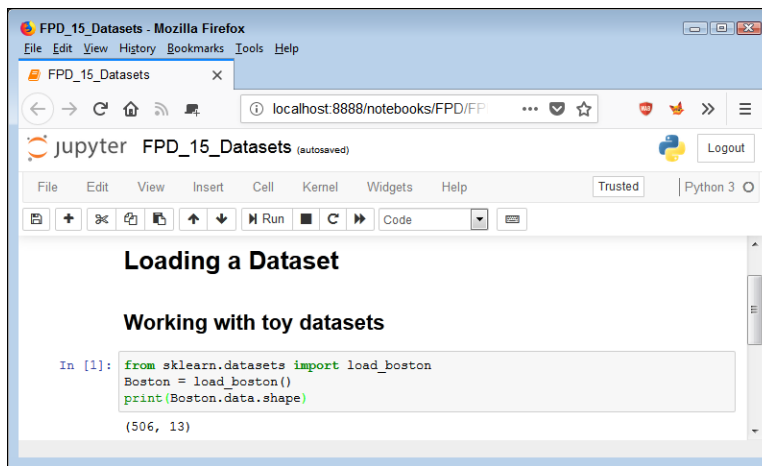 FPD_15_Datasets - Mozilla Firefox
File Edit View History Bookmarks Tools Help
FPD_15_Datasets
localhost:8888/notebooks/FPD/FP
jupyter FPD_15_Datasets (autosaved)
Logout
File Edit View Insert Cell Kernel Widgets Help
Trusted
Python 3
Run
Code
Loading a Dataset
Working with toy datasets
In [1]: from sklearn.datasets import load_boston
Boston = load_boston()
print(Boston.data.shape)
(506, 13)